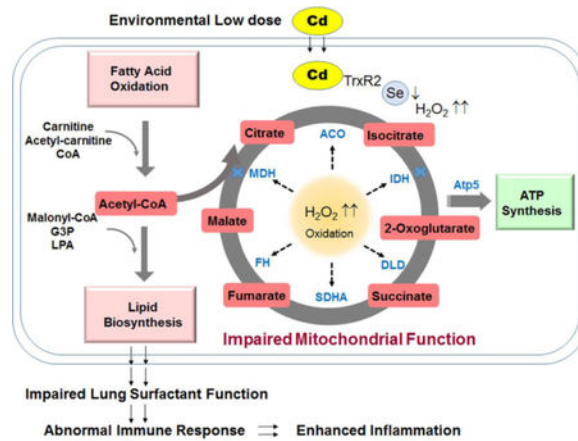 Environmental Low dose
Cd
Cd
TrxR2
Se ↓
H2O2 ↑↑
Fatty Acid
Oxidation
Carnitine
Acetyl-carnitine
CoA
Acetyl-CoA
Malonyl-CoA
G3P
LPA
Lipid
Biosynthesis
Citrate
ACO
Isocitrate
MDH
IDH
Malate
H2O2 ↑↑
Oxidation
2-Oxoglutarate
FH
DLD
Fumarate
SDHA
Succinate
Atp5
ATP
Synthesis
Impaired Mitochondrial Function
Impaired Lung Surfactant Function
Abnormal Immune Response
Enhanced Inflammation